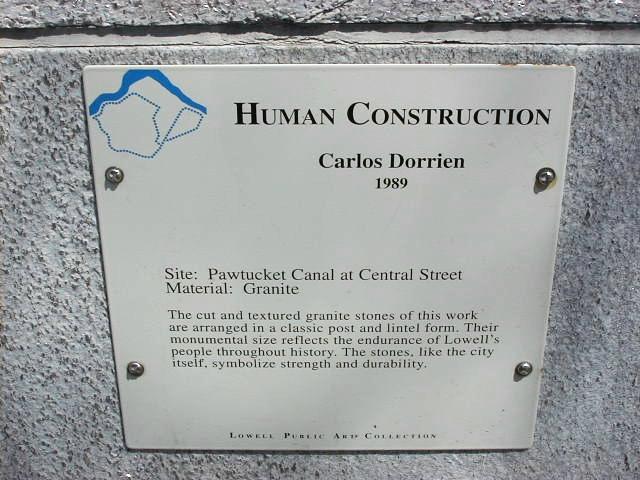 HUMAN CONSTRUCTION
Carlos Dorrien
1989
Site: Pawtucket Canal at Central Street
Material: Granite
The cut and textured granite stones of this work
are arranged in a classic post and lintel form. Their
monumental size reflects the endurance of Lowell's
people throughout history. The stones, like the city
itself, symbolize strength and durability.
LOWELL PUBLIC ART COLLECTION